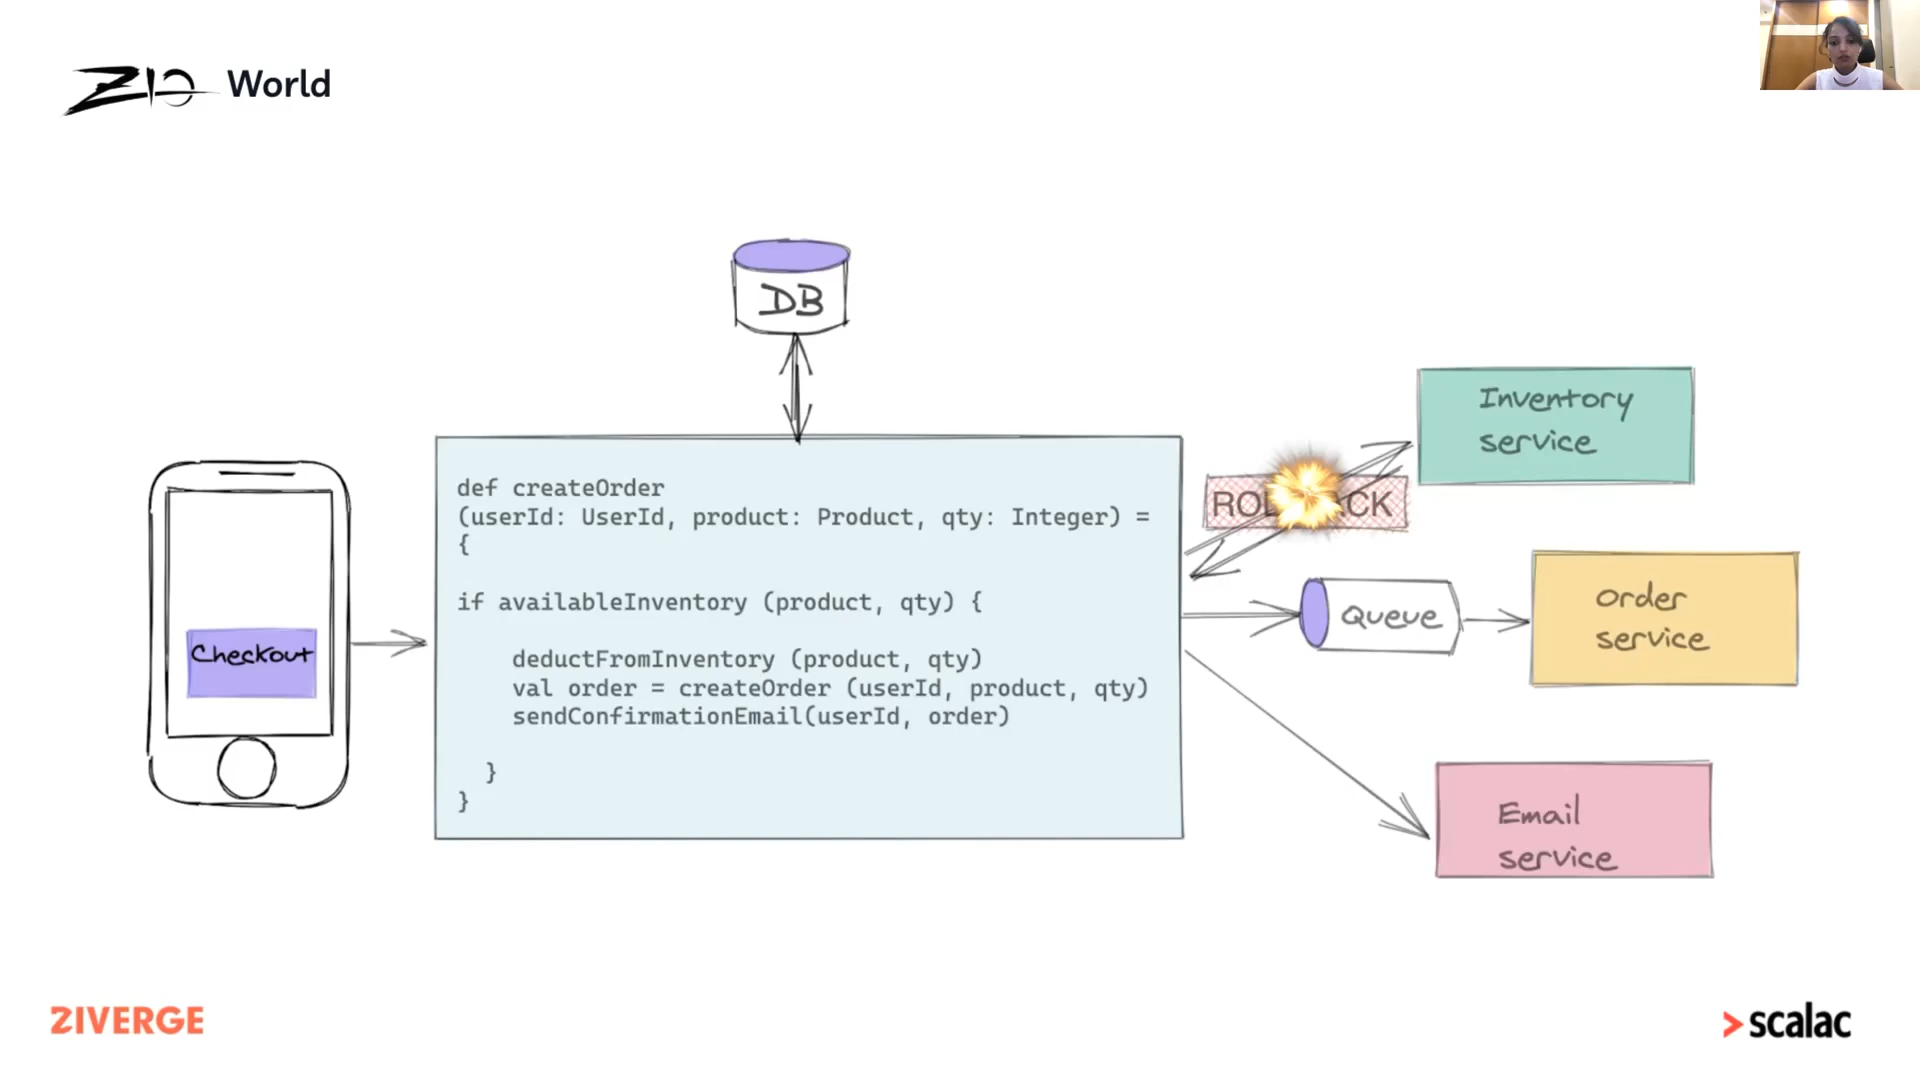 ZIO World
DB
def createOrder
(userId: UserId, product: Product, qty: Integer) =
{
if availableInventory (product, qty) {
deductFromInventory (product, qty)
val order = createOrder (userId, product, qty)
sendConfirmationEmail(userId, order)
}
}
Checkout
Inventory
service
Queue
Order
service
Email
service
ZIVERGE
scalac